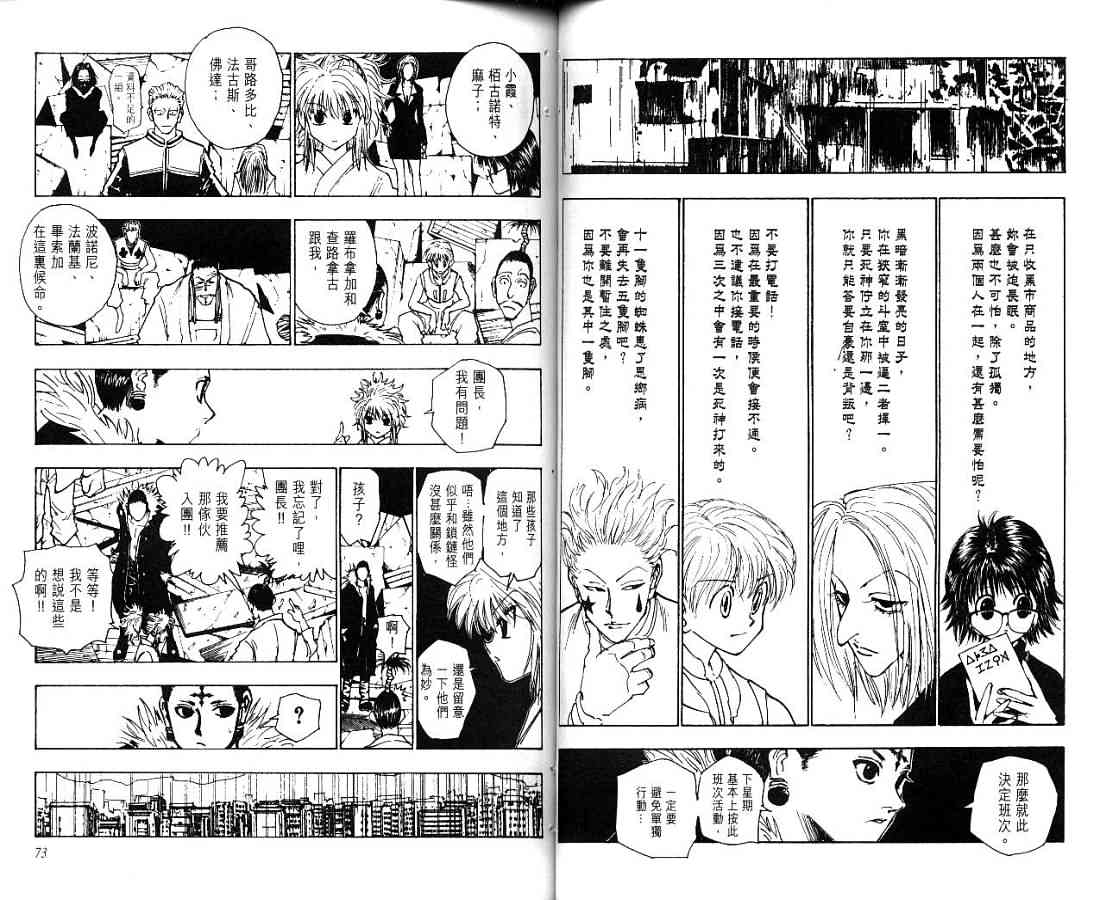 在只收黑市商品的地方，
妳會被迫長眠。
甚麼也不可怕，除了孤獨。
因爲兩個人在一起，還有甚麼需要怕呢？
黑暗漸漸發亮的日子，
你在狹窄的斗室中被逼二者擇一。
只要死神佇立在你那一邊，
你就只能答要自豪還是背叛吧？
不要打電話！
因爲在最重要的時候便會接不通。
也不遑讓你接電話，
因爲三次之中會有一次是死神打來的。
十一隻腳的蜘蛛患了思鄉病，
會再失去五隻腳吧？
不要離開暫住之處，
因爲你也是其中一隻腳。
那麼就此
決定班次。
下星期
基本上按此
班次活動，
一定要
避免單獨
行動…
小霞、
栢古諾特、
麻子；
哥路多比、
法古斯、
佛達；
資料不足的
一組。
羅布拿加和
查路拿古
跟我，
波諾尼、
法蘭基、
畢索加
在這裏候命。
團長，
我有問題！
那些孩子
知道了
這個地方，
唔…雖然他們
似乎和鎖鏈怪
沒甚麼關係，
還是留意
一下他們
為妙。
孩子？
啊！
對了，
我忘記了哩，
團長！！
我要推薦
那傢伙
入團！！
等等！
我不是
想說這些
的啊！！
？
73